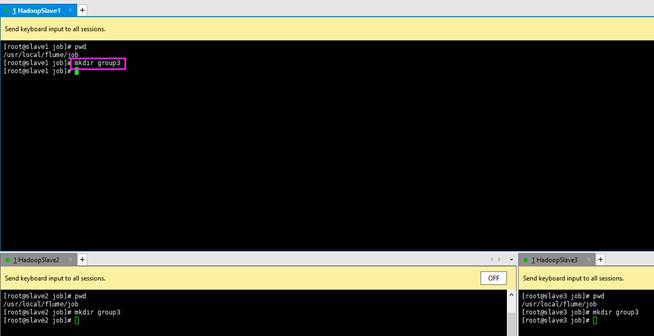 1 HadoopSlave1 × +
Send keyboard input to all sessions.
[root@slave1 job]# pwd
/usr/local/flume/job
[root@slave1 job]# mkdir group3
[root@slave1 job]#
1 HadoopSlave2 × +
Send keyboard input to all sessions. OFF
[root@slave2 job]# pwd
/usr/local/flume/job
[root@slave2 job]# mkdir group3
[root@slave2 job]#
1 HadoopSlave3 × +
Send keyboard input to all sessions.
[root@slave3 job]# pwd
/usr/local/flume/job
[root@slave3 job]# mkdir group3
[root@slave3 job]#